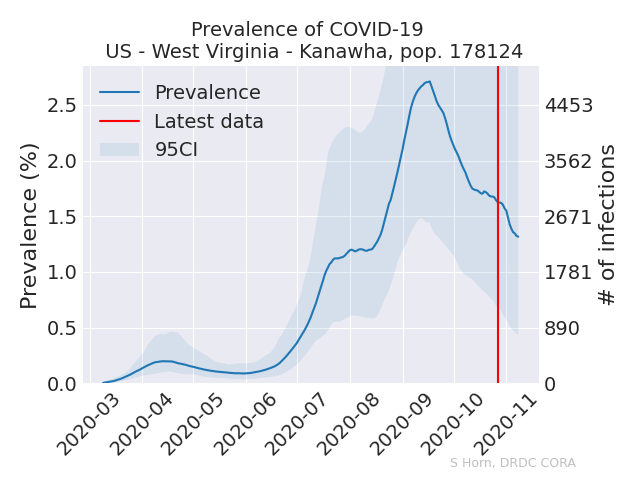 Prevalence of COVID-19
US - West Virginia - Kanawha, pop. 178124
Prevalence
Latest data
95CI
Prevalence (%)
2.5
2.0
1.5
1.0
0.5
0.0
4453
3562
2671
1781
890
0
# of infections
2020-03
2020-04
2020-05
2020-06
2020-07
2020-08
2020-09
2020-10
2020-11
S Horn, DRDC CORA